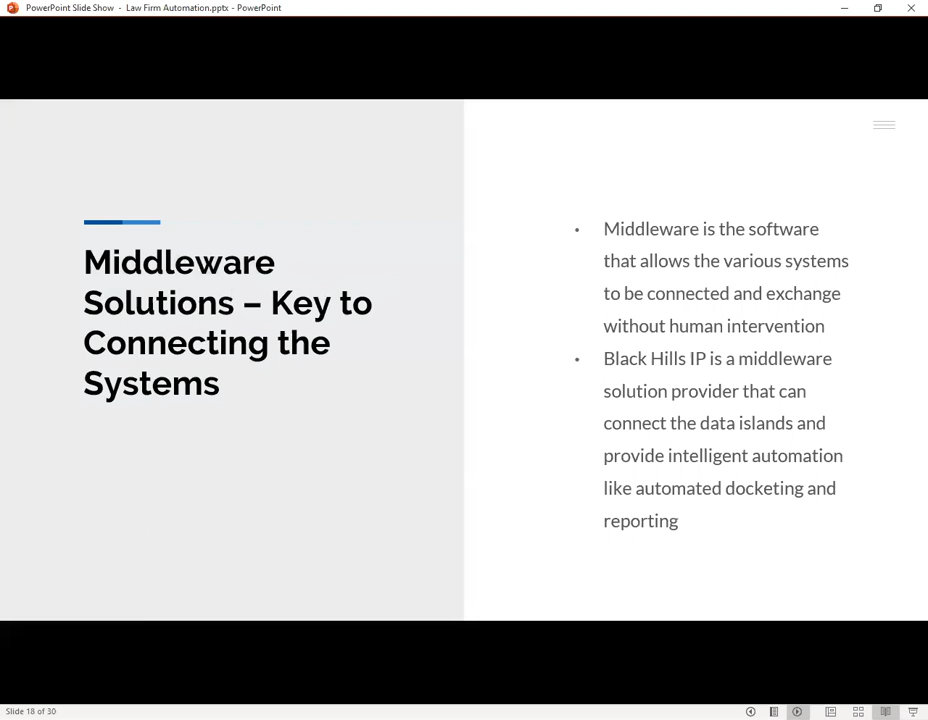 PowerPoint Slide Show - Law Firm Automation.pptx - PowerPoint
Middleware
Solutions – Key to
Connecting the
Systems
• Middleware is the software
that allows the various systems
to be connected and exchange
without human intervention
• Black Hills IP is a middleware
solution provider that can
connect the data islands and
provide intelligent automation
like automated docketing and
reporting
Slide 18 of 30